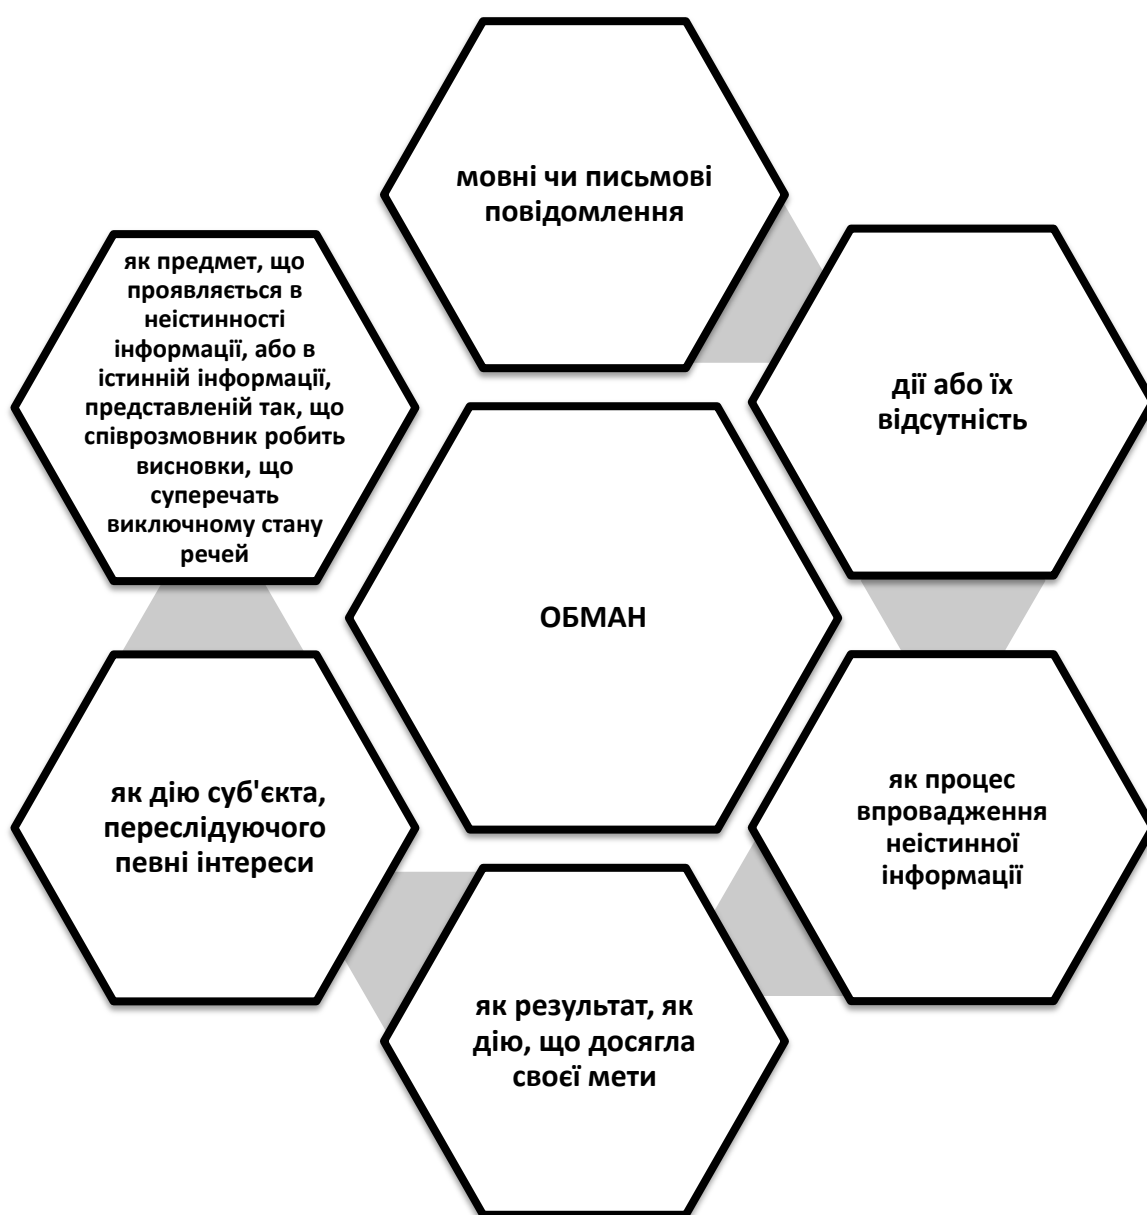 мовні чи письмові
повідомлення
дії або їх
відсутність
як процес
впровадження
неістинної
інформації
як результат, як
дію, що досягла
своєї мети
як дію суб'єкта,
переслідуючого
певні інтереси
як предмет, що
проявляється в
неістинності
інформації, або в
істинній інформації,
представленій так, що
співрозмовник робить
висновки, що
суперечать
виключному стану
речей
ОБМАН